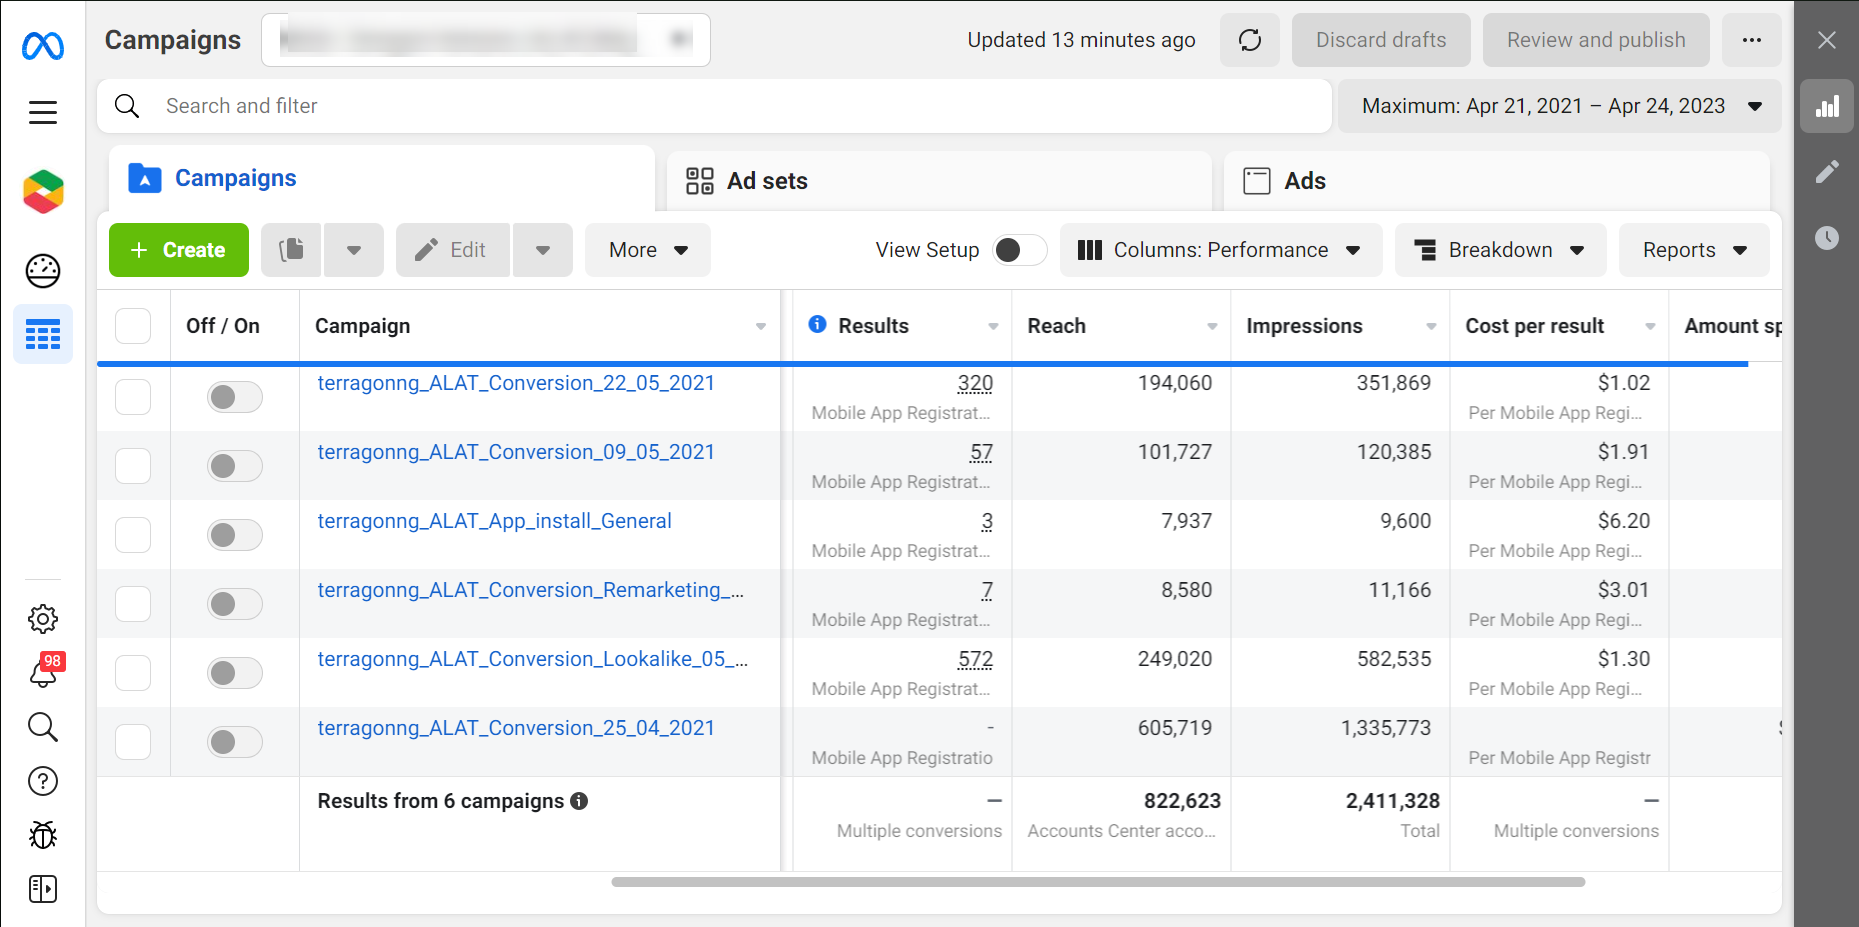 Campaigns
Updated 13 minutes ago
Discard drafts
Review and publish
Search and filter
Maximum: Apr 21, 2021 – Apr 24, 2023
Campaigns
Ad sets
Ads
+ Create
Edit
More
View Setup
Columns: Performance
Breakdown
Reports
Off / On
Campaign
Results
Reach
Impressions
Cost per result
Amount sp
terragonng_ALAT_Conversion_22_05_2021
320
194,060
351,869
$1.02
Mobile App Registrat...
Per Mobile App Regi...
terragonng_ALAT_Conversion_09_05_2021
57
101,727
120,385
$1.91
Mobile App Registrat...
Per Mobile App Regi...
terragonng_ALAT_App_install_General
3
7,937
9,600
$6.20
Mobile App Registrat...
Per Mobile App Regi...
terragonng_ALAT_Conversion_Remarketing_...
7
8,580
11,166
$3.01
Mobile App Registrat...
Per Mobile App Regi...
terragonng_ALAT_Conversion_Lookalike_05_...
572
249,020
582,535
$1.30
Mobile App Registrat...
Per Mobile App Regi...
98
terragonng_ALAT_Conversion_25_04_2021
-
605,719
1,335,773
Mobile App Registratio
Per Mobile App Registr
Results from 6 campaigns
—
822,623
2,411,328
—
Multiple conversions
Accounts Center acco...
Total
Multiple conversions